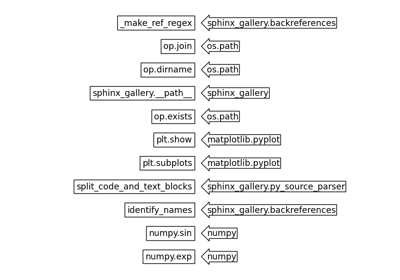 _make_ref_regex sphinx_gallery.backreferences
op.join os.path
op.dirname os.path
sphinx_gallery.__path__ sphinx_gallery
op.exists os.path
plt.show matplotlib.pyplot
plt.subplots matplotlib.pyplot
split_code_and_text_blocks sphinx_gallery.py_source_parser
identify_names sphinx_gallery.backreferences
numpy.sin numpy
numpy.exp numpy